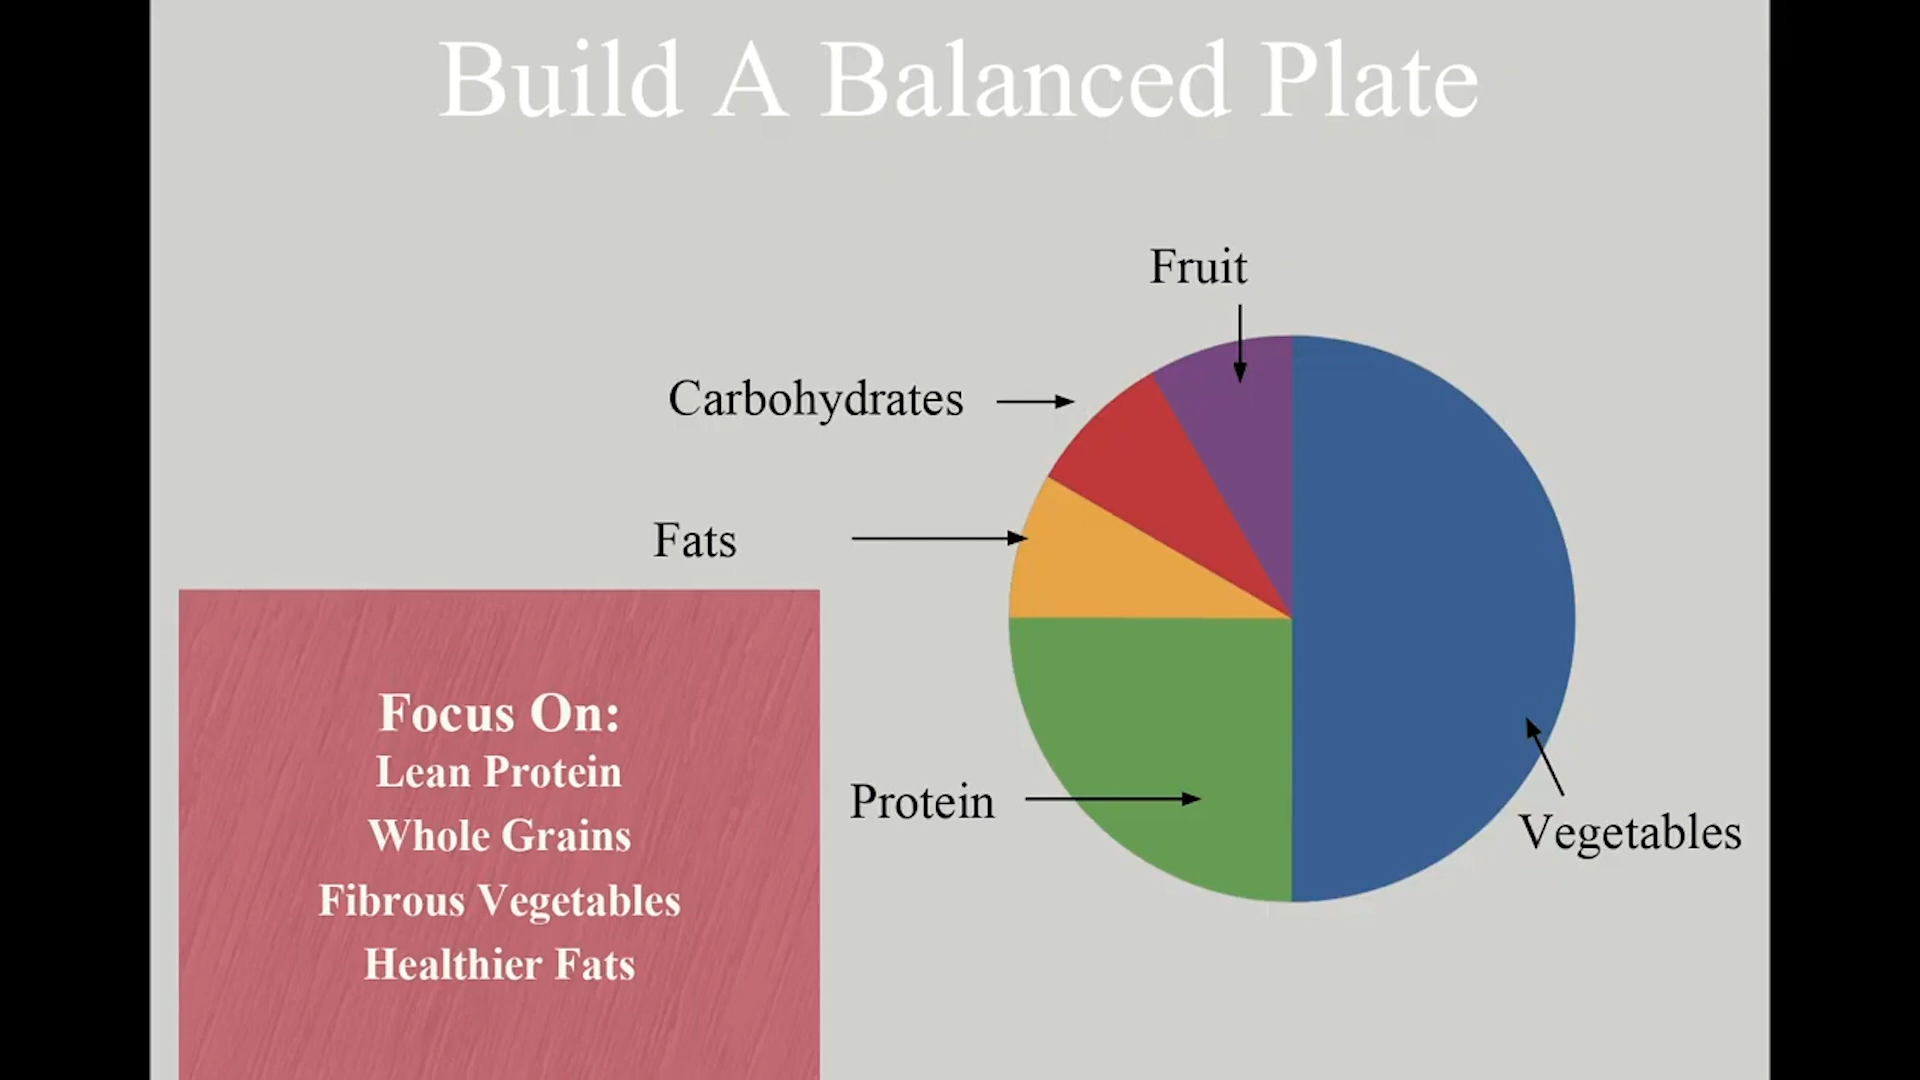 Build A Balanced Plate
Fruit
Carbohydrates
Fats
Protein
Vegetables
Focus On:
Lean Protein
Whole Grains
Fibrous Vegetables
Healthier Fats